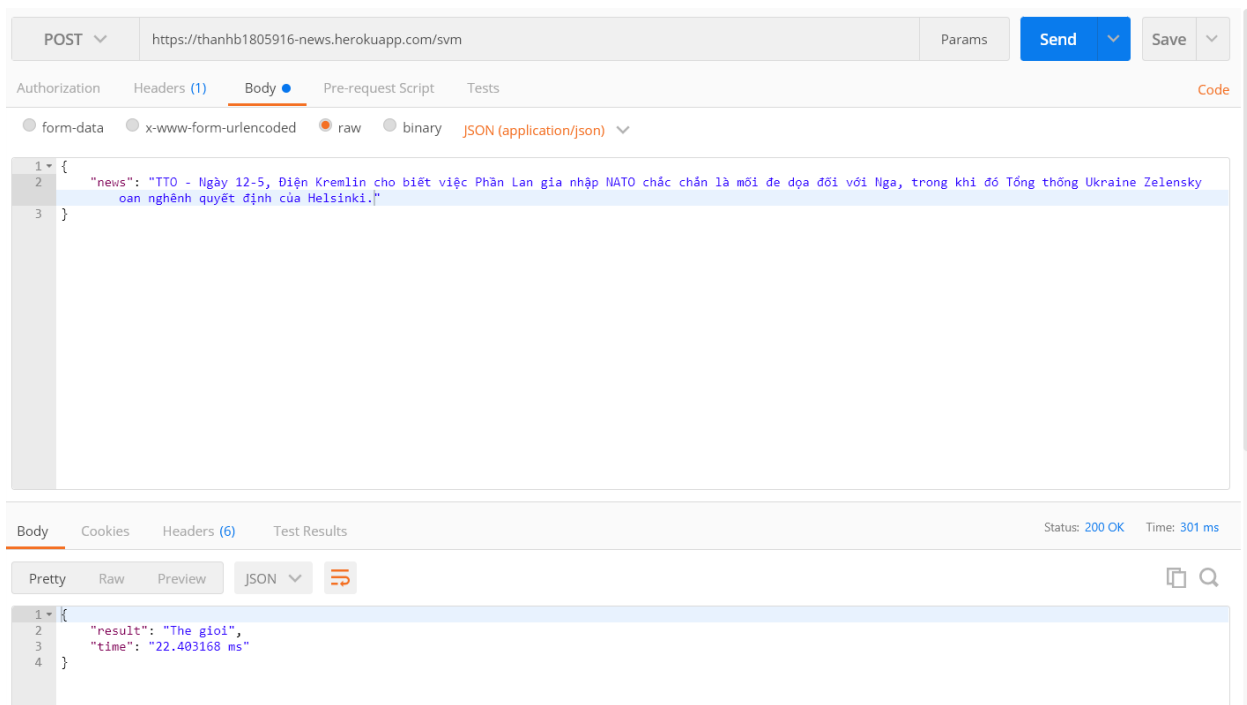 POST https://thanhb1805916-news.herokuapp.com/svm Params Send Save
Authorization Headers (1) Body Pre-request Script Tests Code
form-data x-www-form-urlencoded raw binary JSON (application/json)
1 {
2 "news": "TTO - Ngày 12-5, Điện Kremlin cho biết việc Phần Lan gia nhập NATO chắc chắn là mối đe dọa đối với Nga, trong khi đó Tổng thống Ukraine Zelensky
oan nghênh quyết định của Helsinki."
3 }
Body Cookies Headers (6) Test Results Status: 200 OK Time: 301 ms
Pretty Raw Preview JSON
1 {
2 "result": "The gioi",
3 "time": "22.403168 ms"
4 }